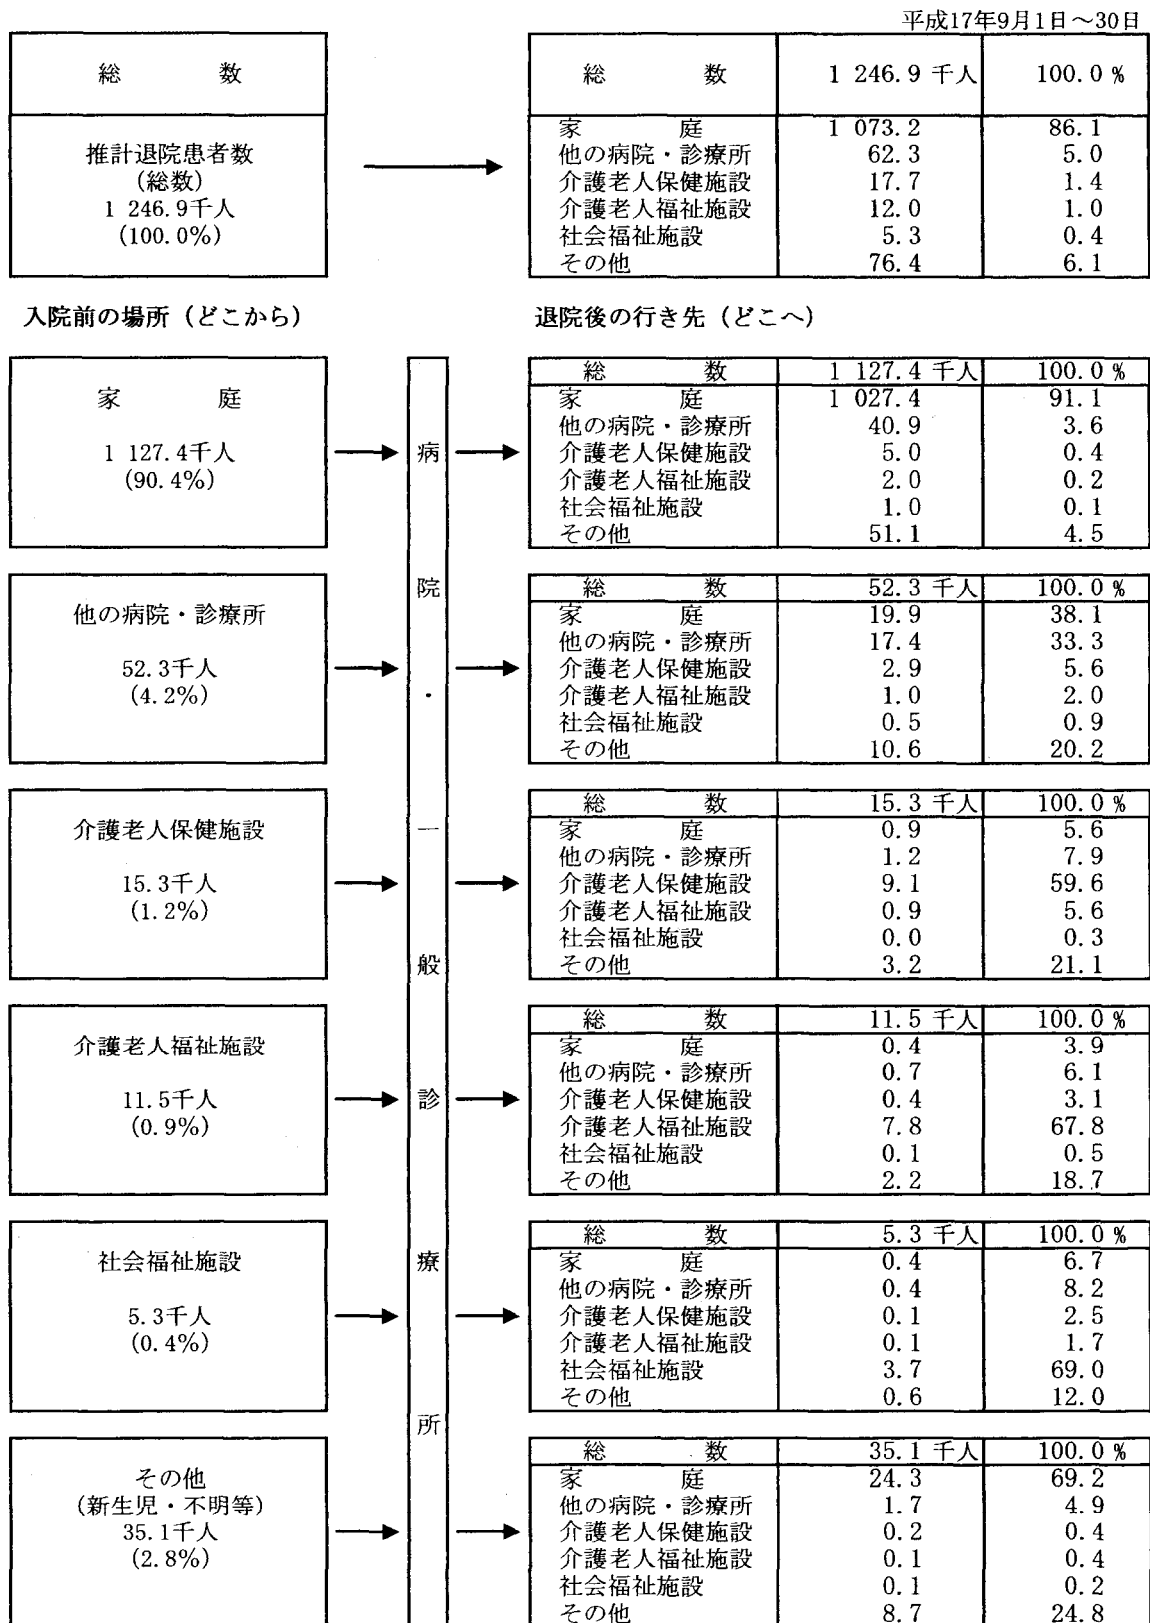 平成17年9月1日～30日
総　数
推計退院患者数
(総数)
1 246.9千人
(100.0%)
総　数 1 246.9 千人 100.0 %
家　庭 1 073.2 86.1
他の病院・診療所 62.3 5.0
介護老人保健施設 17.7 1.4
介護老人福祉施設 12.0 1.0
社会福祉施設 5.3 0.4
その他 76.4 6.1
入院前の場所（どこから）
退院後の行き先（どこへ）
病院・一般診療所
家　庭
1 127.4千人
(90.4%)
総　数 1 127.4 千人 100.0 %
家　庭 1 027.4 91.1
他の病院・診療所 40.9 3.6
介護老人保健施設 5.0 0.4
介護老人福祉施設 2.0 0.2
社会福祉施設 1.0 0.1
その他 51.1 4.5
他の病院・診療所
52.3千人
(4.2%)
総　数 52.3 千人 100.0 %
家　庭 19.9 38.1
他の病院・診療所 17.4 33.3
介護老人保健施設 2.9 5.6
介護老人福祉施設 1.0 2.0
社会福祉施設 0.5 0.9
その他 10.6 20.2
介護老人保健施設
15.3千人
(1.2%)
総　数 15.3 千人 100.0 %
家　庭 0.9 5.6
他の病院・診療所 1.2 7.9
介護老人保健施設 9.1 59.6
介護老人福祉施設 0.9 5.6
社会福祉施設 0.0 0.3
その他 3.2 21.1
介護老人福祉施設
11.5千人
(0.9%)
総　数 11.5 千人 100.0 %
家　庭 0.4 3.9
他の病院・診療所 0.7 6.1
介護老人保健施設 0.4 3.1
介護老人福祉施設 7.8 67.8
社会福祉施設 0.1 0.5
その他 2.2 18.7
社会福祉施設
5.3千人
(0.4%)
総　数 5.3 千人 100.0 %
家　庭 0.4 6.7
他の病院・診療所 0.4 8.2
介護老人保健施設 0.1 2.5
介護老人福祉施設 0.1 1.7
社会福祉施設 3.7 69.0
その他 0.6 12.0
その他
(新生児・不明等)
35.1千人
(2.8%)
総　数 35.1 千人 100.0 %
家　庭 24.3 69.2
他の病院・診療所 1.7 4.9
介護老人保健施設 0.2 0.4
介護老人福祉施設 0.1 0.4
社会福祉施設 0.1 0.2
その他 8.7 24.8